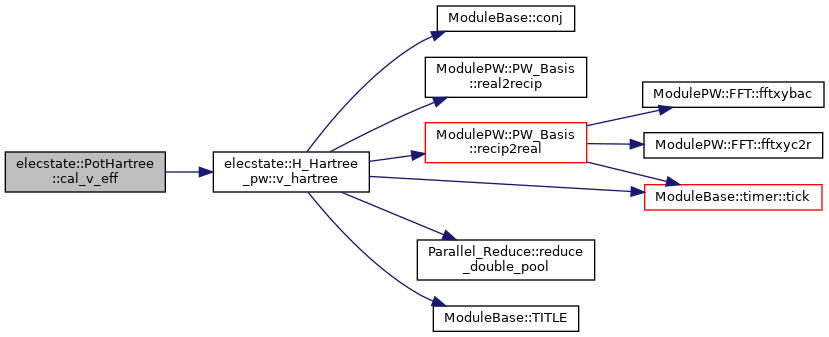 elecstate::PotHartree
::cal_v_eff
elecstate::H_Hartree
_pw::v_hartree
ModuleBase::conj
ModulePW::PW_Basis
::real2recip
ModulePW::PW_Basis
::recip2real
Parallel_Reduce::reduce
_double_pool
ModuleBase::TITLE
ModulePW::FFT::fftxybac
ModulePW::FFT::fftxyc2r
ModuleBase::timer::tick